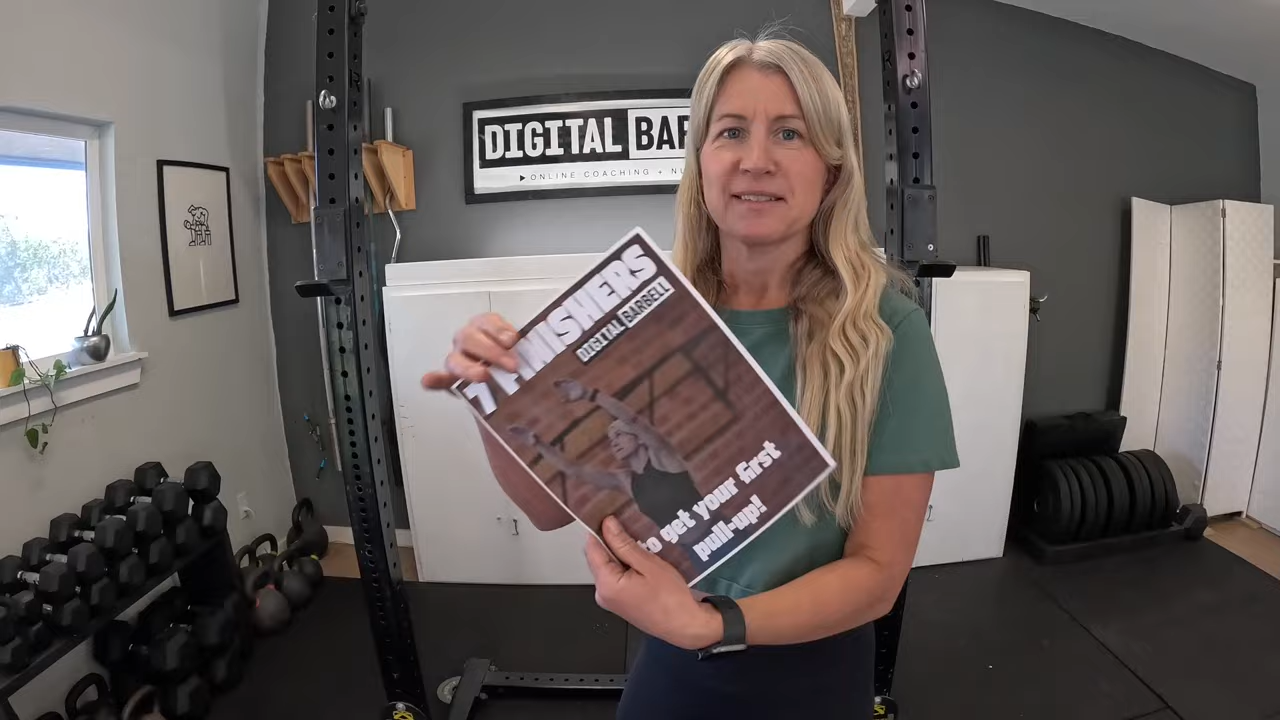 DIGITAL BAR
▶ONLINE COACHING + NU
7 FINISHERS
DIGITAL BARBELL
to get your first
pull-up!